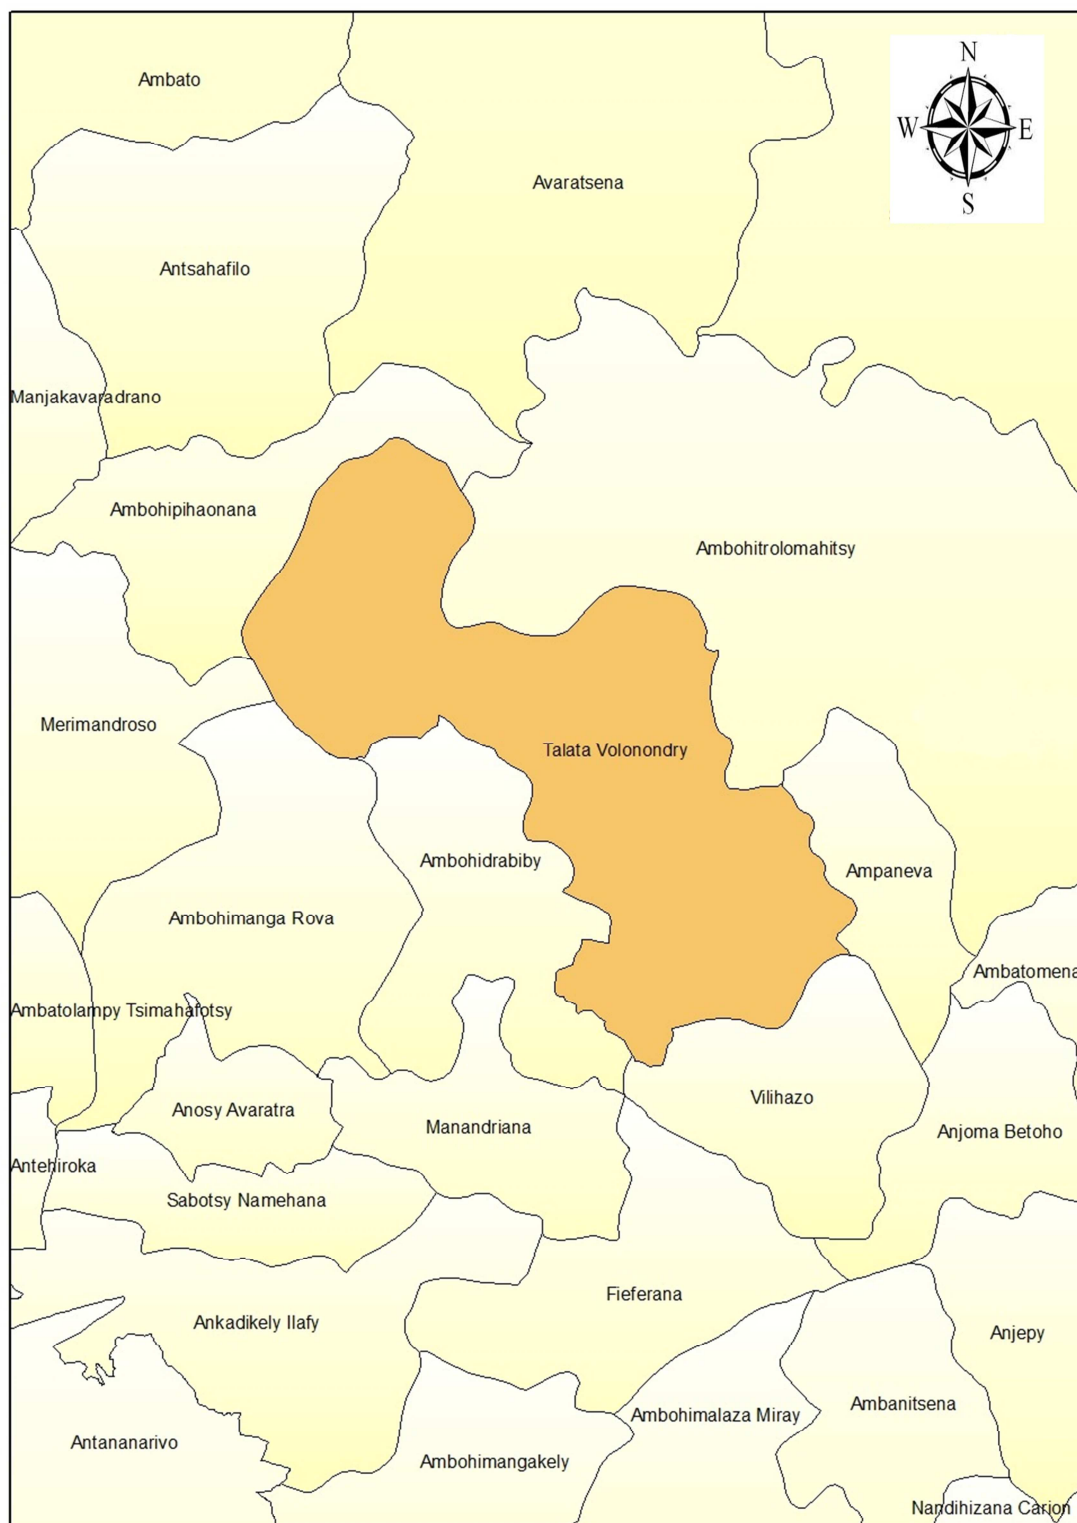 N
Ambato
W
E
Avaratsena
S
Antsahafilo
Manjakavaradrano
Ambohipihaonana
Ambohitrolomahitsy
Merimandroso
Talata Volonondry
Ambohidrabiby
Ampaneva
Ambohimanga Rova
Ambatomena
Ambatolampy Tsimahafotsy
Vilihazo
Anosy Avaratra
Manandriana
Anjoma Betoho
Antehiroka
Sabotsy Namehana
Fieferana
Ankadikely Ilafy
Anjepy
Ambanitsena
Ambohimalaza Miray
Antananarivo
Ambohimangakely
Nandihizana Carion